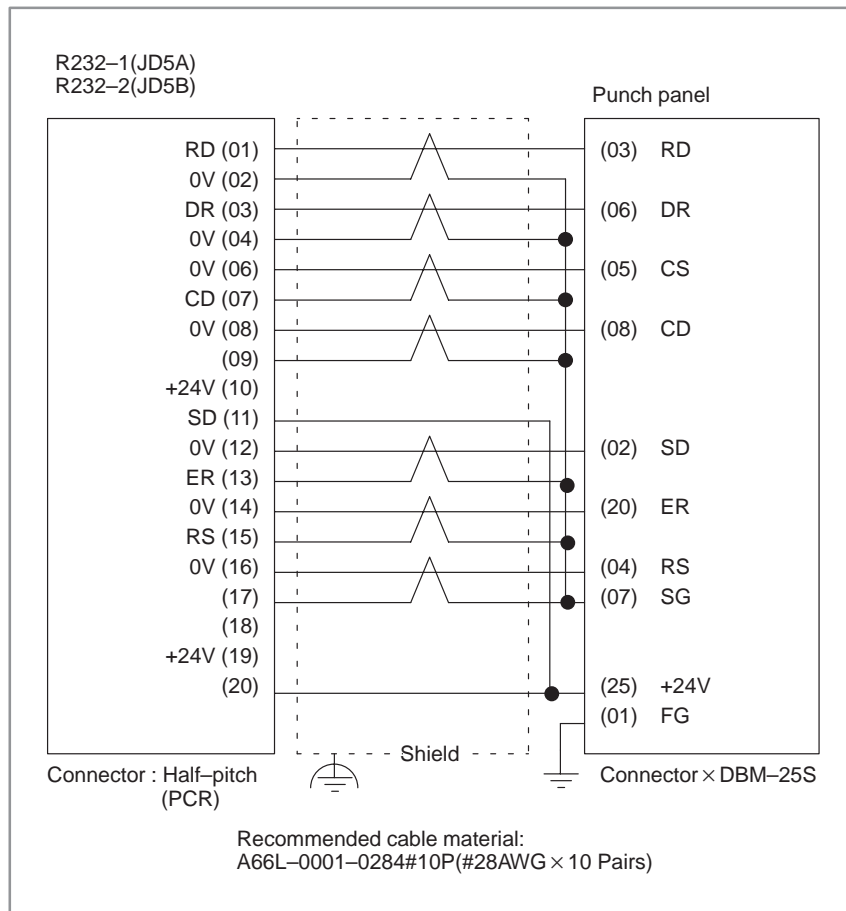 R232–1(JD5A)
R232–2(JD5B)
Punch panel
RD (01)
0V (02)
DR (03)
0V (04)
0V (06)
CD (07)
0V (08)
(09)
+24V (10)
SD (11)
0V (12)
ER (13)
0V (14)
RS (15)
0V (16)
(17)
(18)
+24V (19)
(20)
(03) RD
(06) DR
(05) CS
(08) CD
(02) SD
(20) ER
(04) RS
(07) SG
(25) +24V
(01) FG
Shield
Connector : Half–pitch
(PCR)
Connector × DBM–25S
Recommended cable material:
A66L–0001–0284#10P(#28AWG × 10 Pairs)